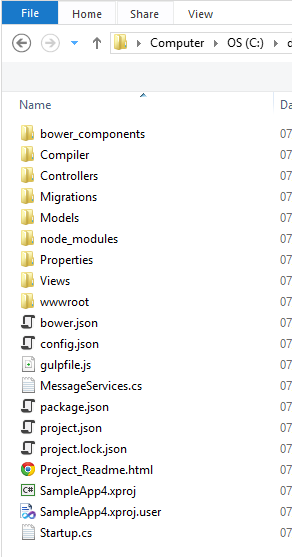 File Home Share View
Computer OS (C:)
Name
bower_components 07
Compiler 07
Controllers 07
Migrations 07
Models 07
node_modules 07
Properties 07
Views 07
wwwroot 07
bower.json 07
config.json 07
gulpfile.js 07
MessageServices.cs 07
package.json 07
project.json 07
project.lock.json 07
Project_Readme.html 07
C# SampleApp4.xproj 07
SampleApp4.xproj.user 07
Startup.cs 07